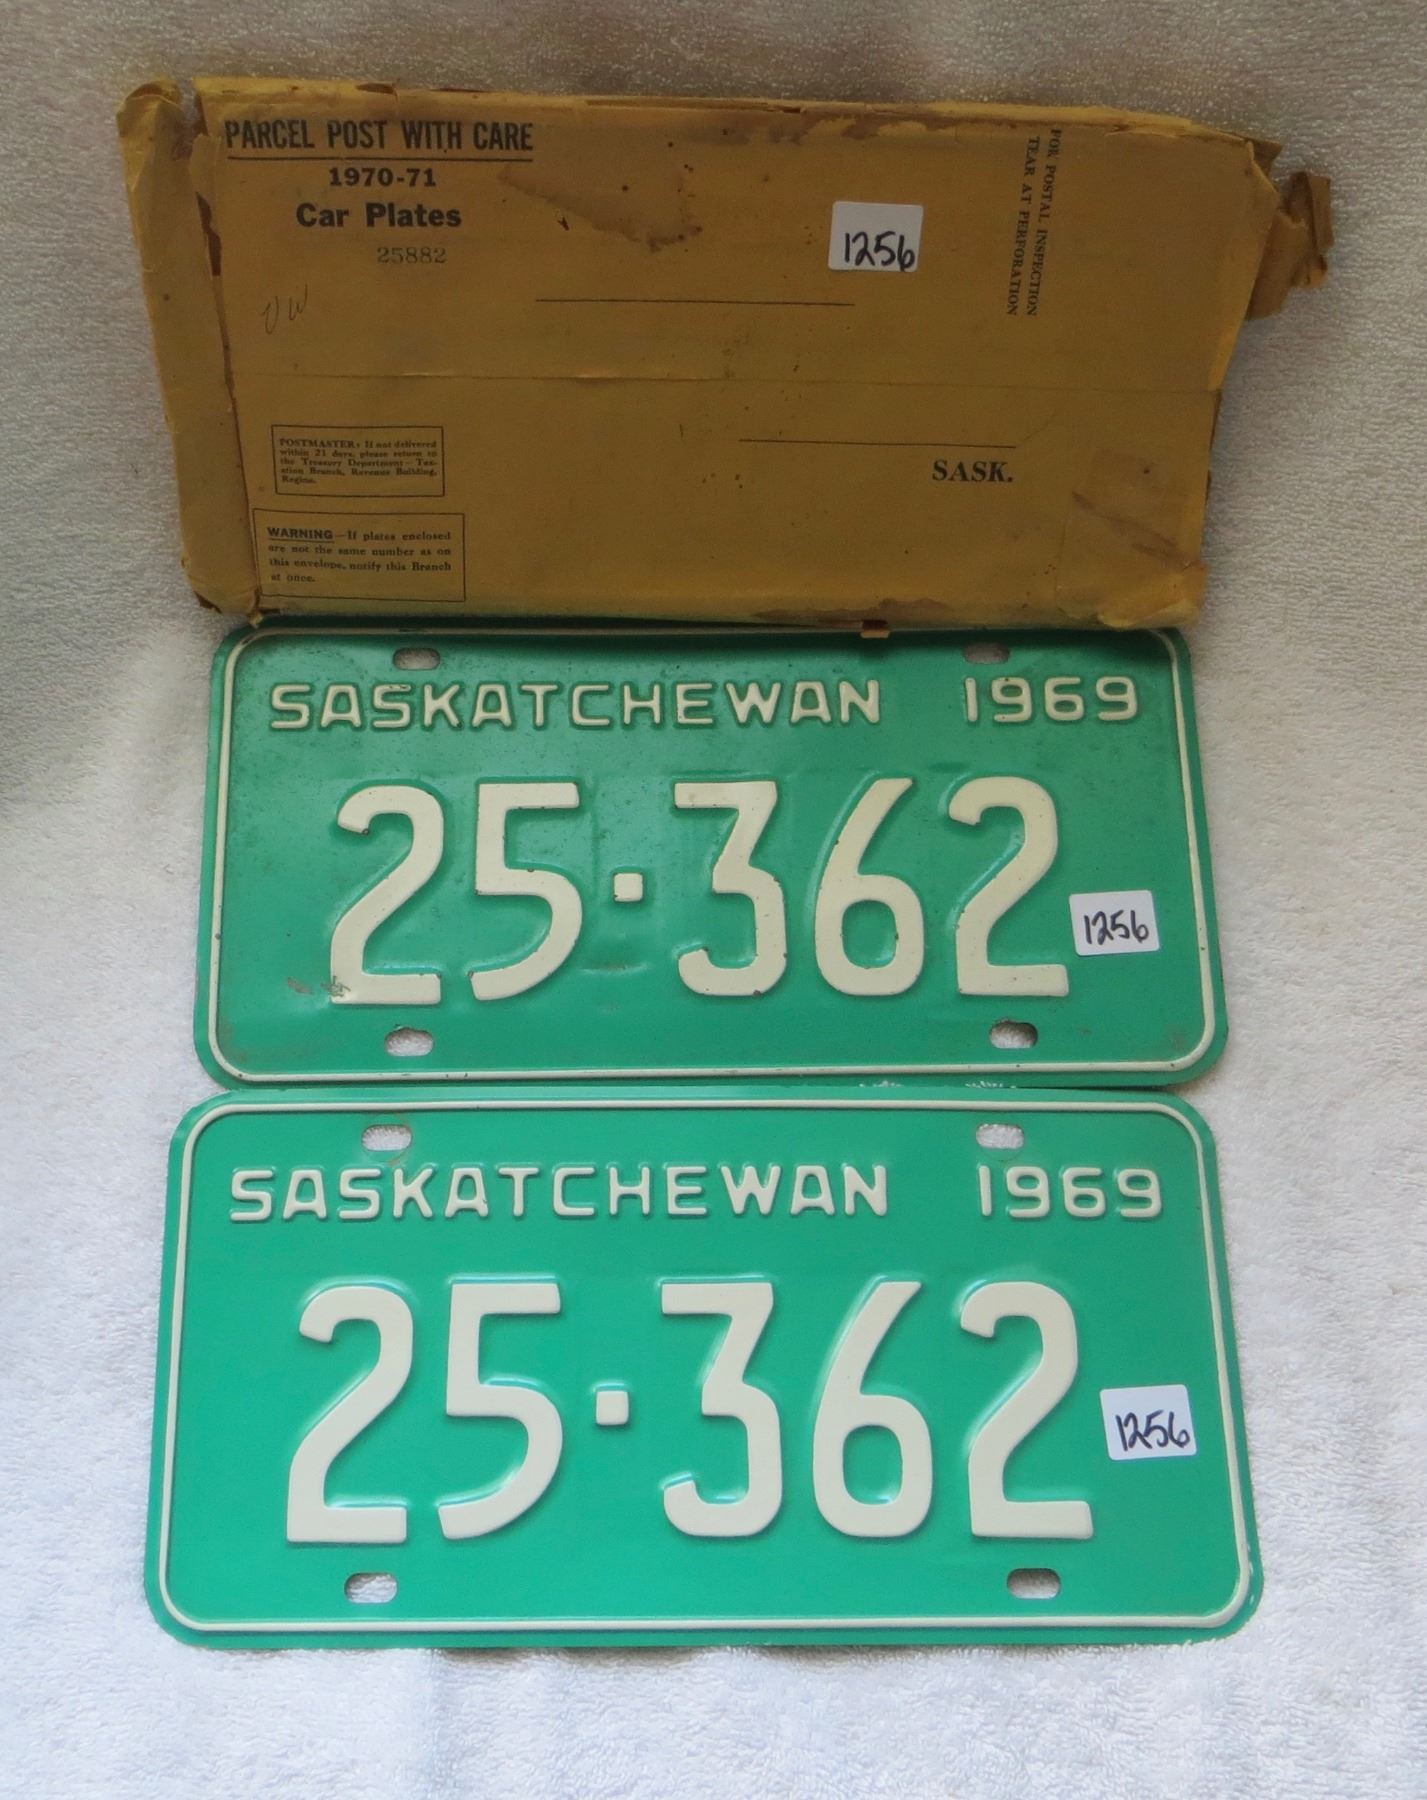 PARCEL POST WITH CARE
1970-71
Car Plates
25882
1256
FOR POSTAL INSPECTION
TEAR AT PERFORATION
POSTMASTER: If not delivered
within 21 days, please return to
the Treasury Department—Tax-
ation Branch, Revenue Building,
Regina.
SASK.
WARNING—If plates enclosed
are not the same number as on
this envelope, notify this Branch
at once.
SASKATCHEWAN 1969
25·362
1256
SASKATCHEWAN 1969
25·362
1256